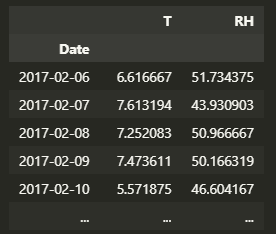 T RH
Date
2017-02-06 6.616667 51.734375
2017-02-07 7.613194 43.930903
2017-02-08 7.252083 50.966667
2017-02-09 7.473611 50.166319
2017-02-10 5.571875 46.604167
... ... ...